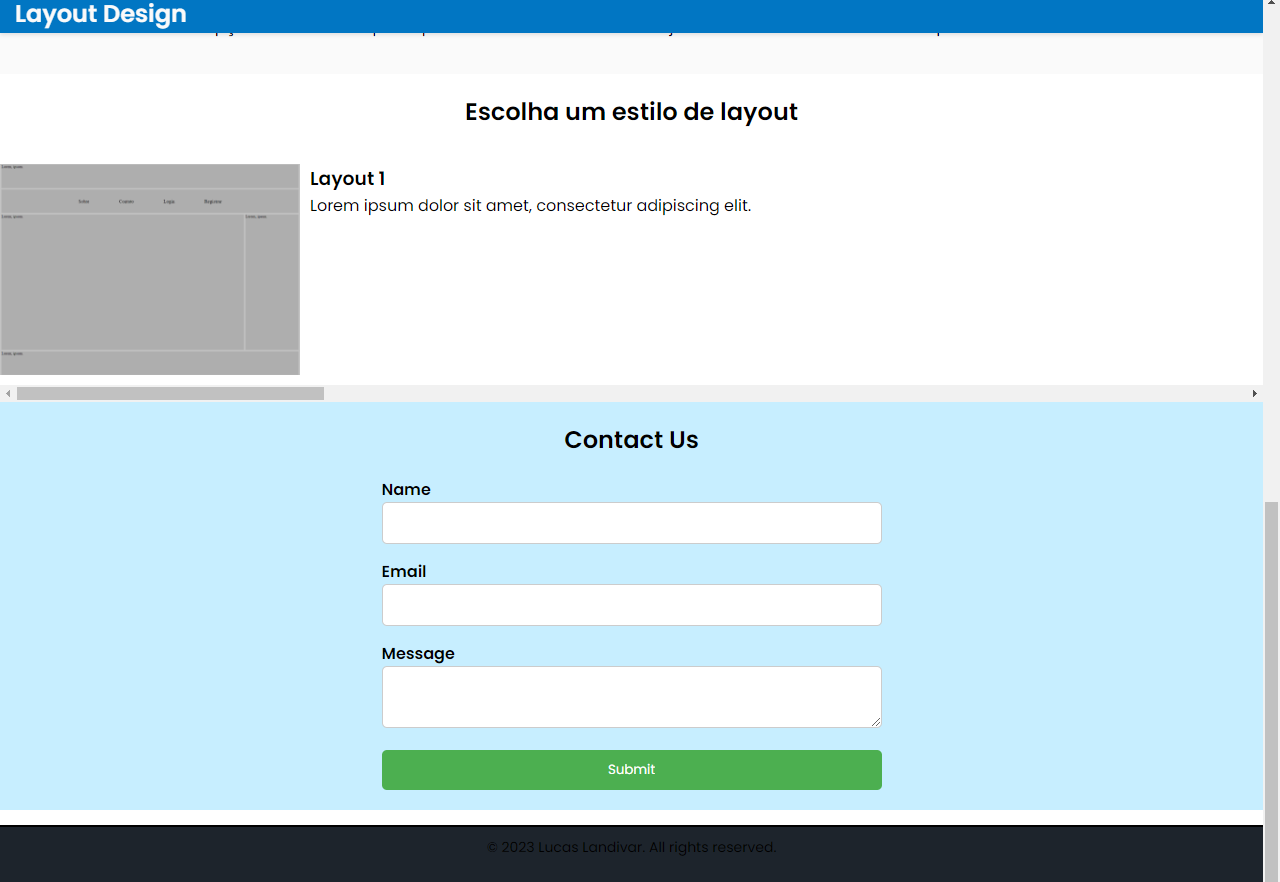 Layout Design
Escolha um estilo de layout
Lorem, ipsum.
Sobre Contato Login Registrar
Lorem, ipsum. Lorem, ipsum.
Lorem, ipsum.
Layout 1
Lorem ipsum dolor sit amet, consectetur adipiscing elit.
Contact Us
Name
Email
Message
Submit
© 2023 Lucas Landivar. All rights reserved.